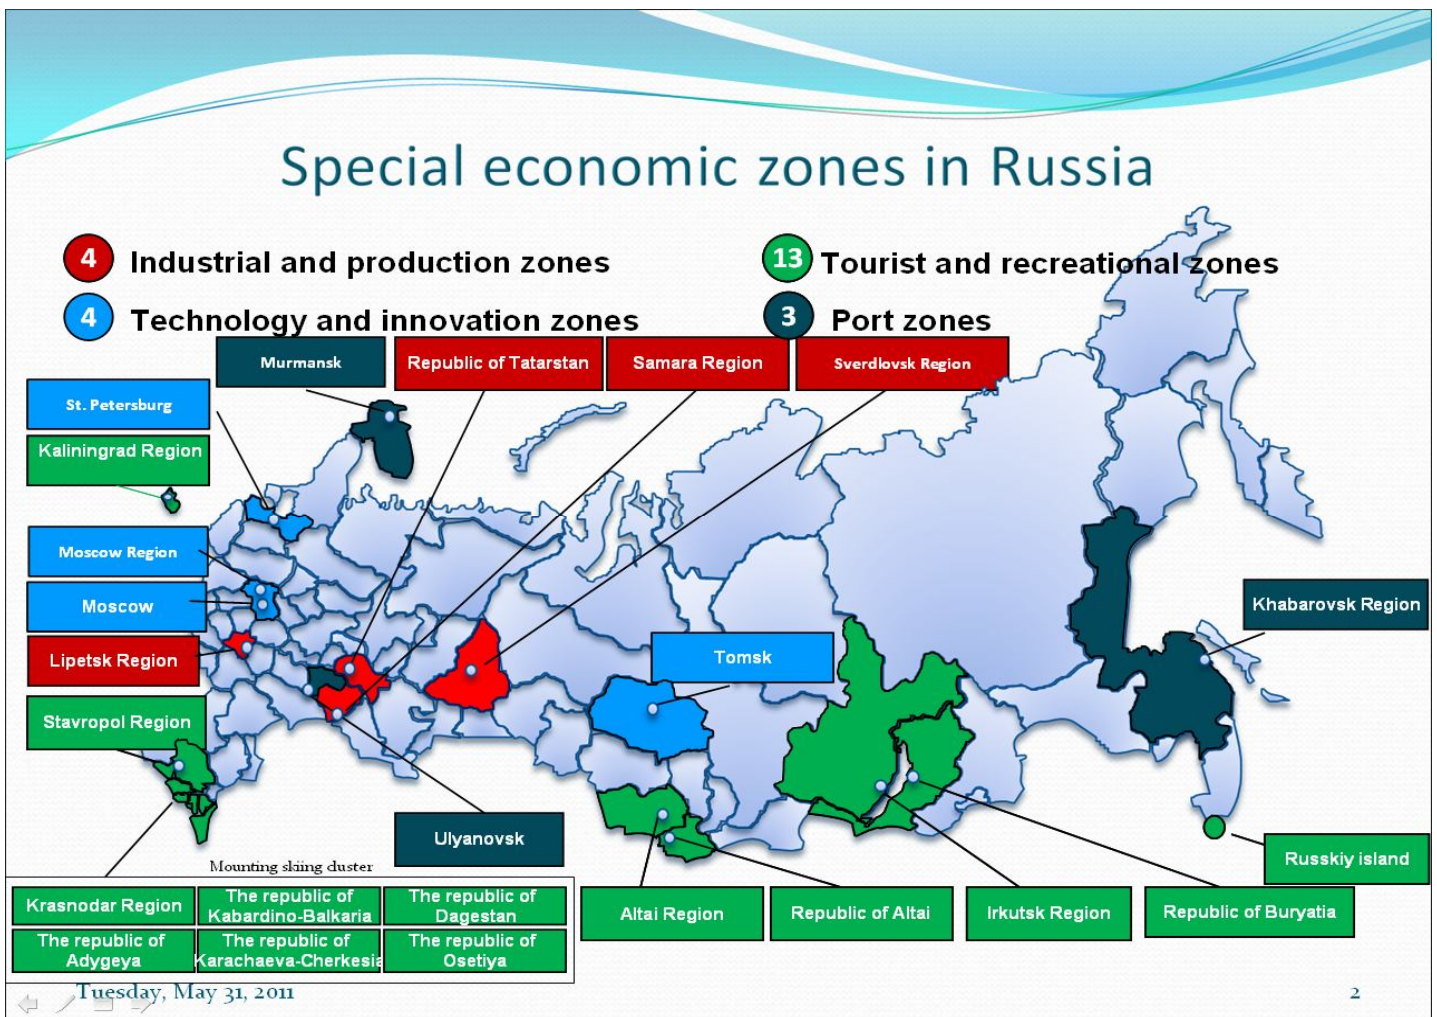 Special economic zones in Russia
4 Industrial and production zones
13 Tourist and recreational zones
4 Technology and innovation zones
3 Port zones
Murmansk
Republic of Tatarstan
Samara Region
Sverdlovsk Region
St. Petersburg
Kaliningrad Region
Moscow Region
Moscow
Khabarovsk Region
Lipetsk Region
Tomsk
Stavropol Region
Ulyanovsk
Russkiy island
Mounting skiing cluster
Krasnodar Region
The republic of
Kabardino-Balkaria
The republic of
Dagestan
The republic of
Adygeya
The republic of
Karachaeva-Cherkesia
The republic of
Osetiya
Altai Region
Republic of Altai
Irkutsk Region
Republic of Buryatia
Tuesday, May 31, 2011
2